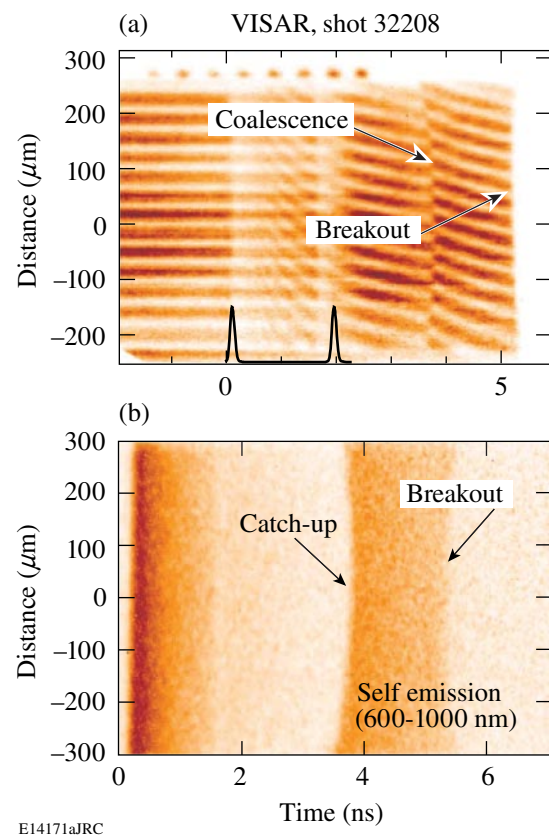 (a) VISAR, shot 32208
300
200
100
0
–100
–200
Distance (µm)
Coalescence
Breakout
0 5
(b)
300
200
100
0
–100
–200
–300
Distance (µm)
Catch-up
Breakout
Self emission
(600-1000 nm)
0 2 4 6
Time (ns)
E14171aJRC